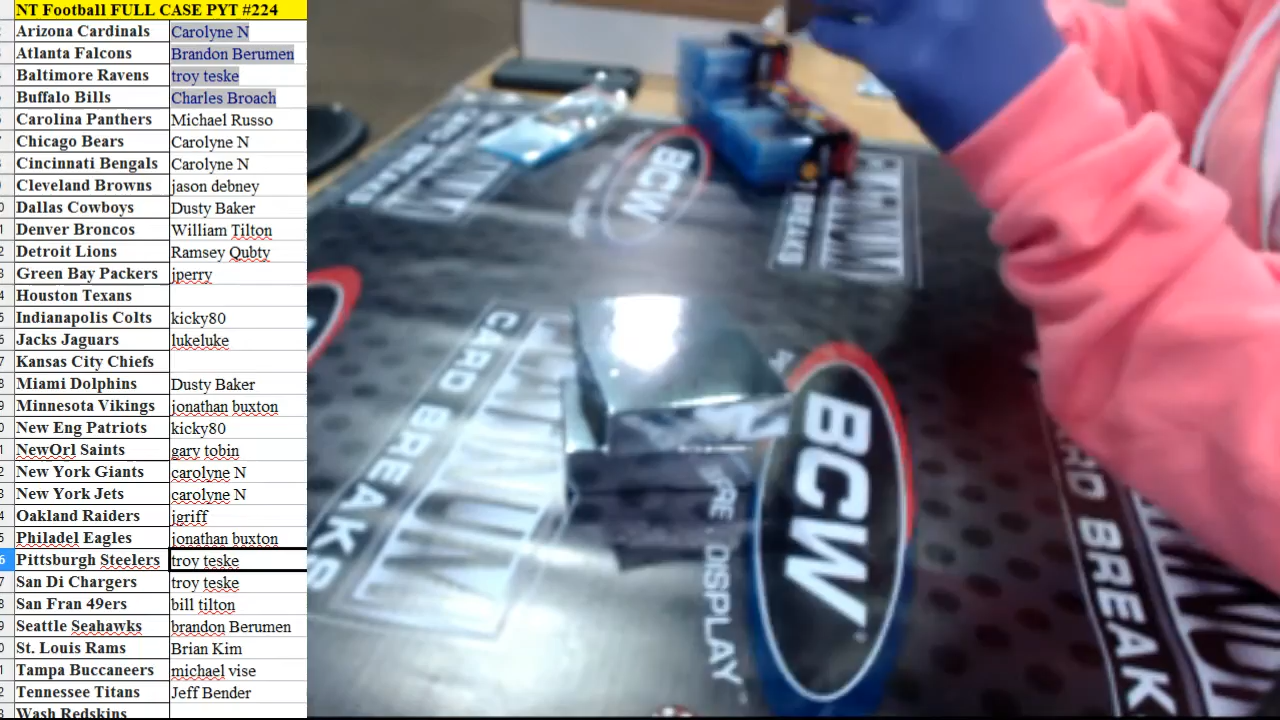 NT Football FULL CASE PYT #224
Arizona Cardinals Carolyne N
Atlanta Falcons Brandon Berumen
Baltimore Ravens troy teske
Buffalo Bills Charles Broach
Carolina Panthers Michael Russo
Chicago Bears Carolyne N
Cincinnati Bengals Carolyne N
Cleveland Browns jason debney
Dallas Cowboys Dusty Baker
Denver Broncos William Tilton
Detroit Lions Ramsey Qubty
Green Bay Packers jperry
Houston Texans
Indianapolis Colts kicky80
Jacks Jaguars lukeluke
Kansas City Chiefs
Miami Dolphins Dusty Baker
Minnesota Vikings jonathan buxton
New Eng Patriots kicky80
NewOrl Saints gary tobin
New York Giants carolyne N
New York Jets carolyne N
Oakland Raiders jgriff
Philadel Eagles jonathan buxton
Pittsburgh Steelers troy teske
San Di Chargers troy teske
San Fran 49ers bill tilton
Seattle Seahawks brandon Berumen
St. Louis Rams Brian Kim
Tampa Buccaneers michael vise
Tennessee Titans Jeff Bender
Wash Redskins
CARD BREAKS
BCW
BREAKS
CARD BREAKS
BCW
DISPLAY
CARD BREAK